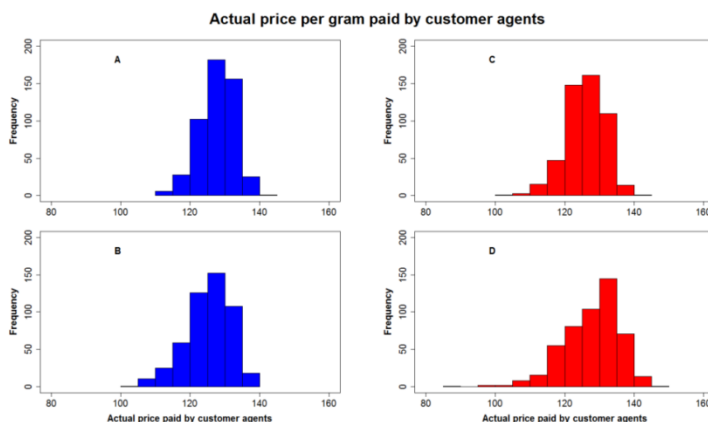 Actual price per gram paid by customer agents
A
Frequency
0 50 100 150 200
80 100 120 140 160
C
Frequency
0 50 100 150 200
80 100 120 140 160
B
Frequency
0 50 100 150 200
80 100 120 140 160
Actual price paid by customer agents
D
Frequency
0 50 100 150 200
80 100 120 140 160
Actual price paid by customer agents